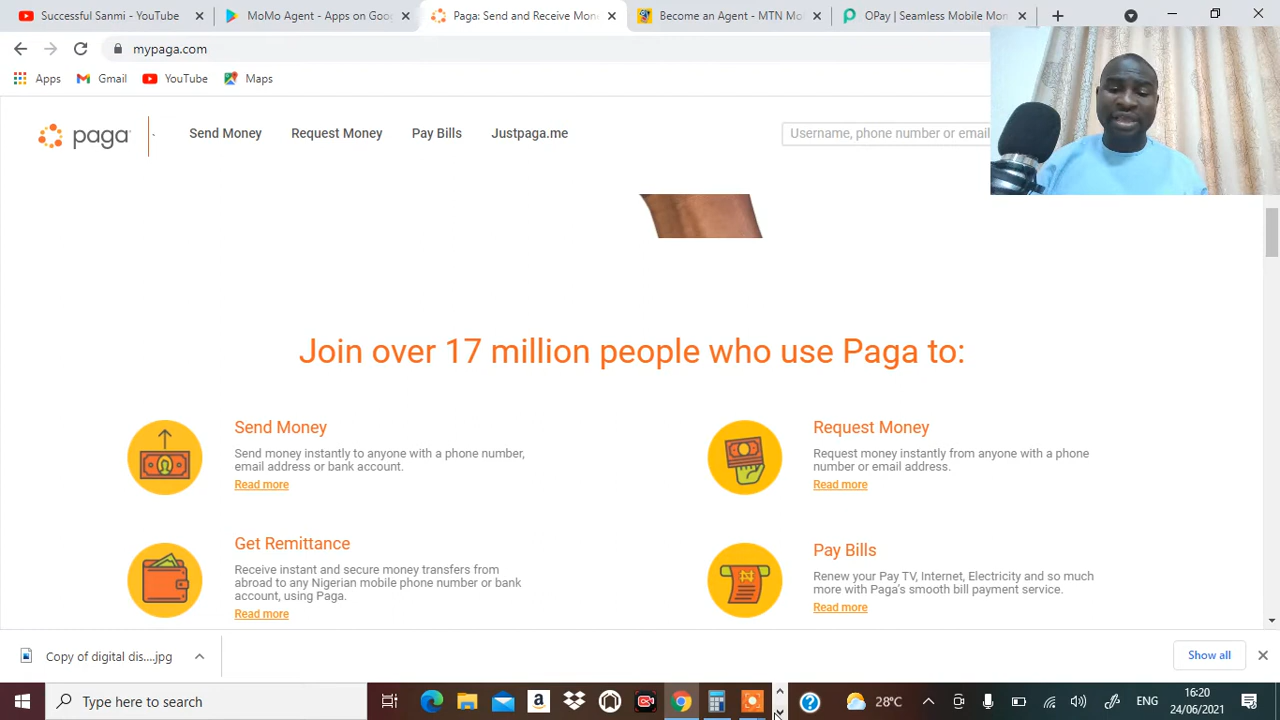 Successful Sanmi - YouTube
MoMo Agent - Apps on Goo
Paga: Send and Receive Mone
Become an Agent - MTN Mo
OPay | Seamless Mobile Mon
mypaga.com
Apps
Gmail
YouTube
Maps
paga
Send Money
Request Money
Pay Bills
Justpaga.me
Username, phone number or email
Join over 17 million people who use Paga to:
Send Money
Send money instantly to anyone with a phone number,
email address or bank account.
Read more
Request Money
Request money instantly from anyone with a phone
number or email address.
Read more
Get Remittance
Receive instant and secure money transfers from
abroad to any Nigerian mobile phone number or bank
account, using Paga.
Read more
Pay Bills
Renew your Pay TV, Internet, Electricity and so much
more with Paga's smooth bill payment service.
Read more
Copy of digital dis....jpg
Show all
Type here to search
28°C
ENG
16:20
24/06/2021